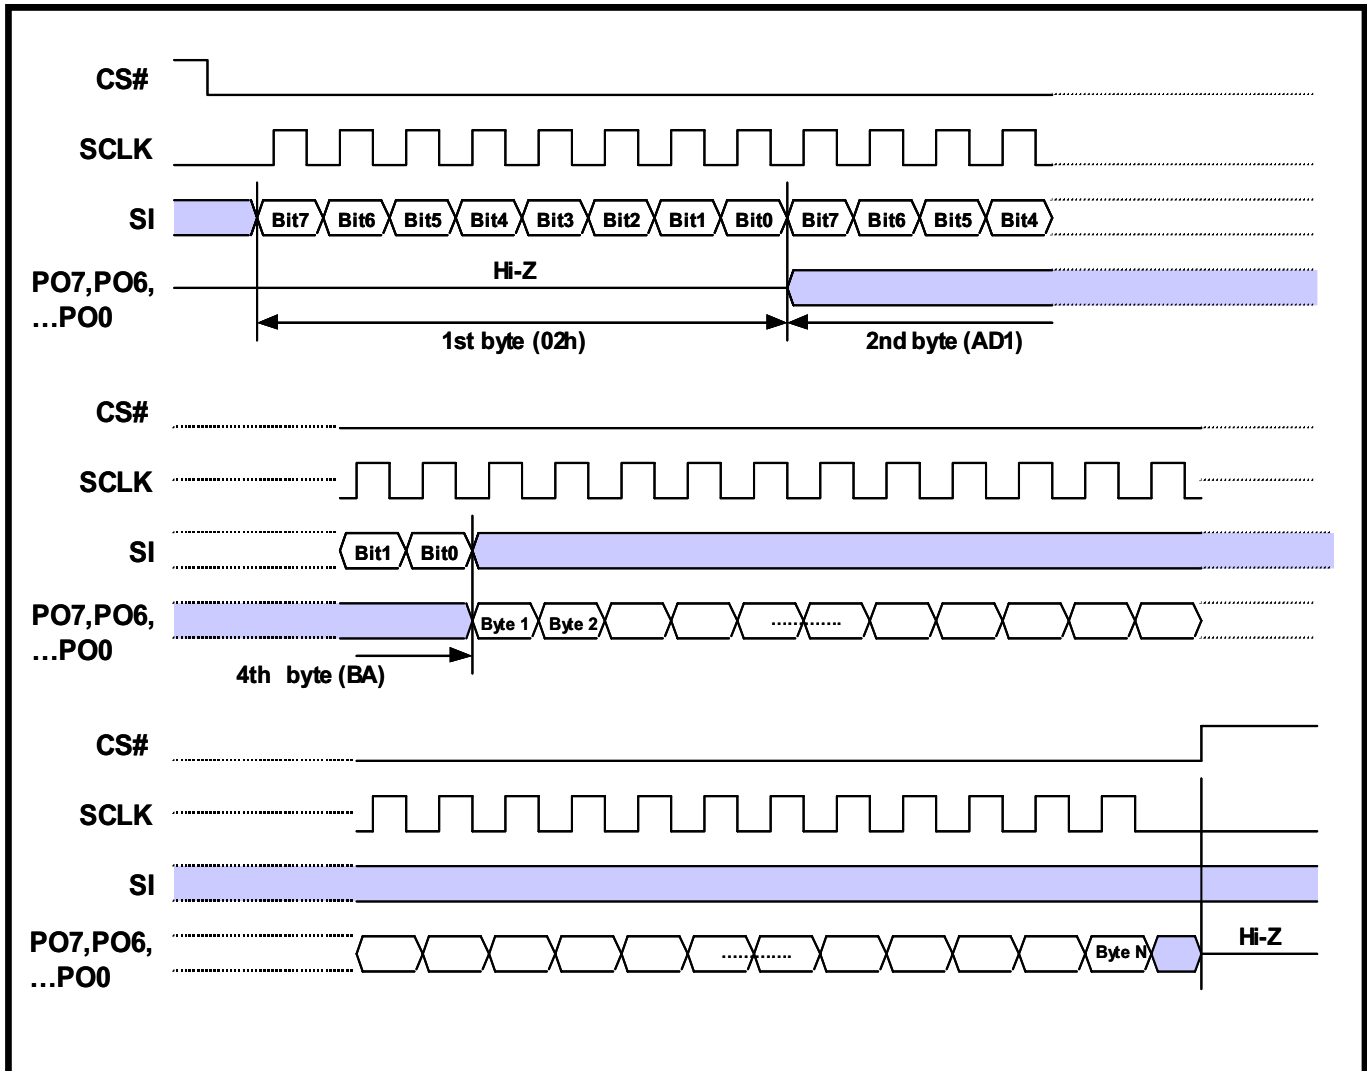 CS#
SCLK
SI Bit7 Bit6 Bit5 Bit4 Bit3 Bit2 Bit1 Bit0 Bit7 Bit6 Bit5 Bit4
Hi-Z
PO7,PO6,
...PO0
1st byte (02h) 2nd byte (AD1)
CS#
SCLK
SI Bit1 Bit0
PO7,PO6, Byte 1 Byte 2 ..............
...PO0
4th byte (BA)
CS#
SCLK
SI
PO7,PO6, .............. Byte N Hi-Z
...PO0